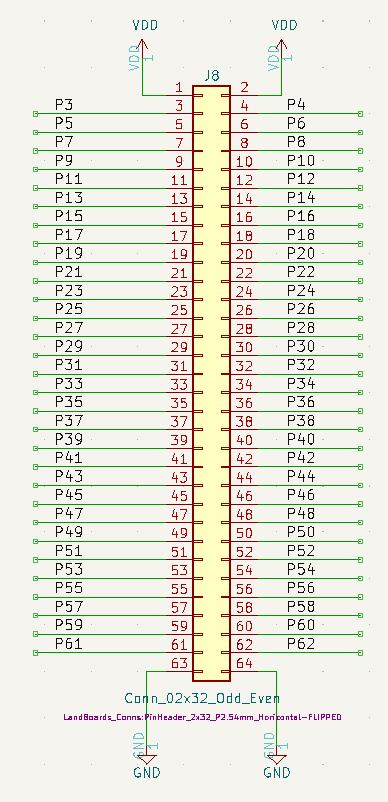 VDD VDD
VDD 1 VDD 1
J8
1 2
P3 3 4 P4
P5 5 6 P6
P7 7 8 P8
P9 9 10 P10
P11 11 12 P12
P13 13 14 P14
P15 15 16 P16
P17 17 18 P18
P19 19 20 P20
P21 21 22 P22
P23 23 24 P24
P25 25 26 P26
P27 27 28 P28
P29 29 30 P30
P31 31 32 P32
P33 33 34 P34
P35 35 36 P36
P37 37 38 P38
P39 39 40 P40
P41 41 42 P42
P43 43 44 P44
P45 45 46 P46
P47 47 48 P48
P49 49 50 P50
P51 51 52 P52
P53 53 54 P54
P55 55 56 P56
P57 57 58 P58
P59 59 60 P60
P61 61 62 P62
63 64
Conn_02x32_Odd_Even
LandBoards_Conns:PinHeader_2x32_P2.54mm_Horizontal-FLIPPED
GND 1 GND 1
GND GND